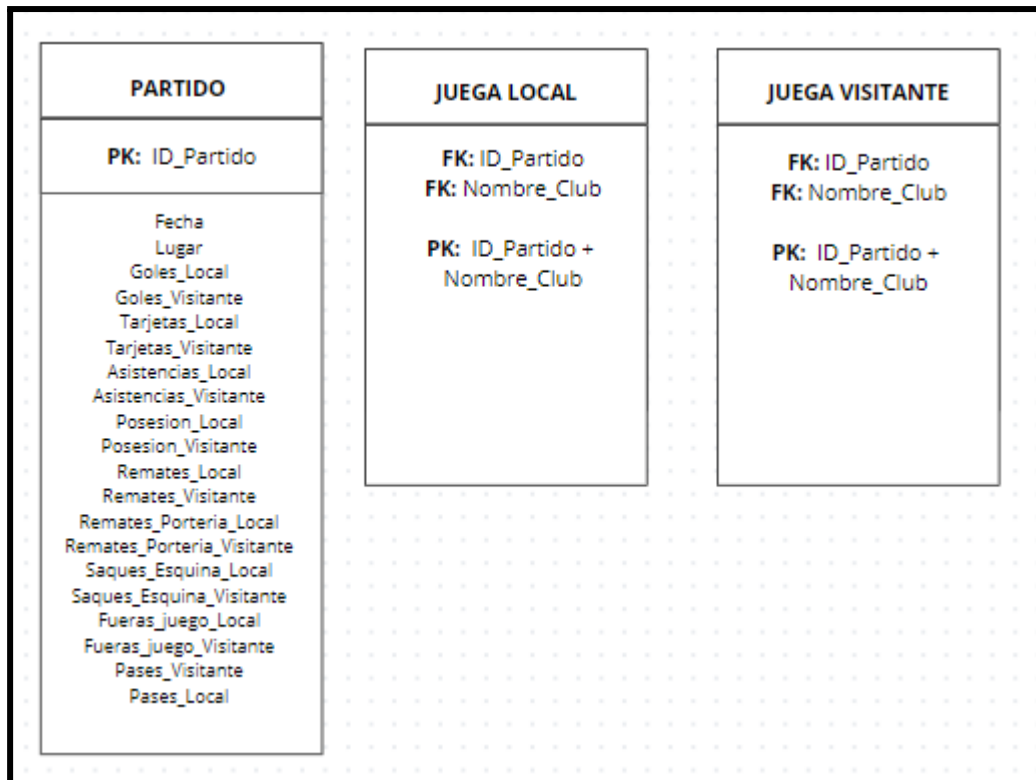 PARTIDO
PK: ID_Partido
Fecha
Lugar
Goles_Local
Goles_Visitante
Tarjetas_Local
Tarjetas_Visitante
Asistencias_Local
Asistencias_Visitante
Posesion_Local
Posesion_Visitante
Remates_Local
Remates_Visitante
Remates_Porteria_Local
Remates_Porteria_Visitante
Saques_Esquina_Local
Saques_Esquina_Visitante
Fueras_juego_Local
Fueras_juego_Visitante
Pases_Visitante
Pases_Local
JUEGA LOCAL
FK: ID_Partido
FK: Nombre_Club
PK: ID_Partido +
Nombre_Club
JUEGA VISITANTE
FK: ID_Partido
FK: Nombre_Club
PK: ID_Partido +
Nombre_Club